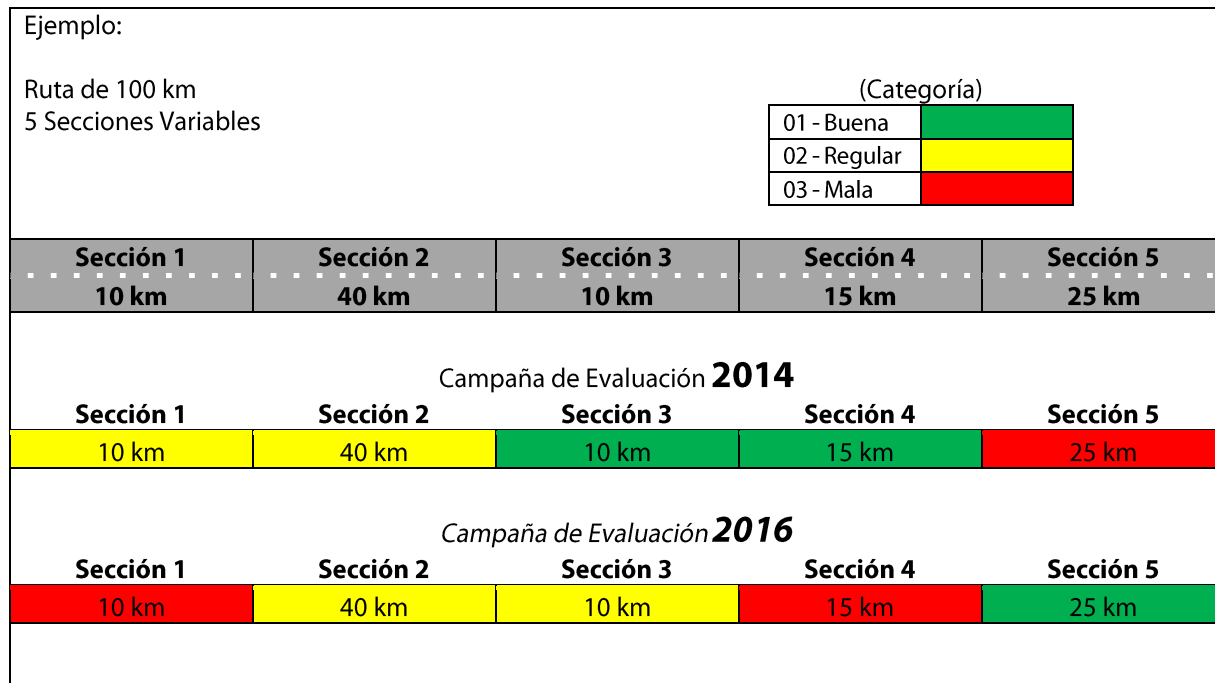 Ejemplo:
Ruta de 100 km
5 Secciones Variables
(Categoría)
01 - Buena
02 - Regular
03 - Mala
Sección 1 Sección 2 Sección 3 Sección 4 Sección 5
10 km 40 km 10 km 15 km 25 km
Campaña de Evaluación 2014
Sección 1 Sección 2 Sección 3 Sección 4 Sección 5
10 km 40 km 10 km 15 km 25 km
Campaña de Evaluación 2016
Sección 1 Sección 2 Sección 3 Sección 4 Sección 5
10 km 40 km 10 km 15 km 25 km